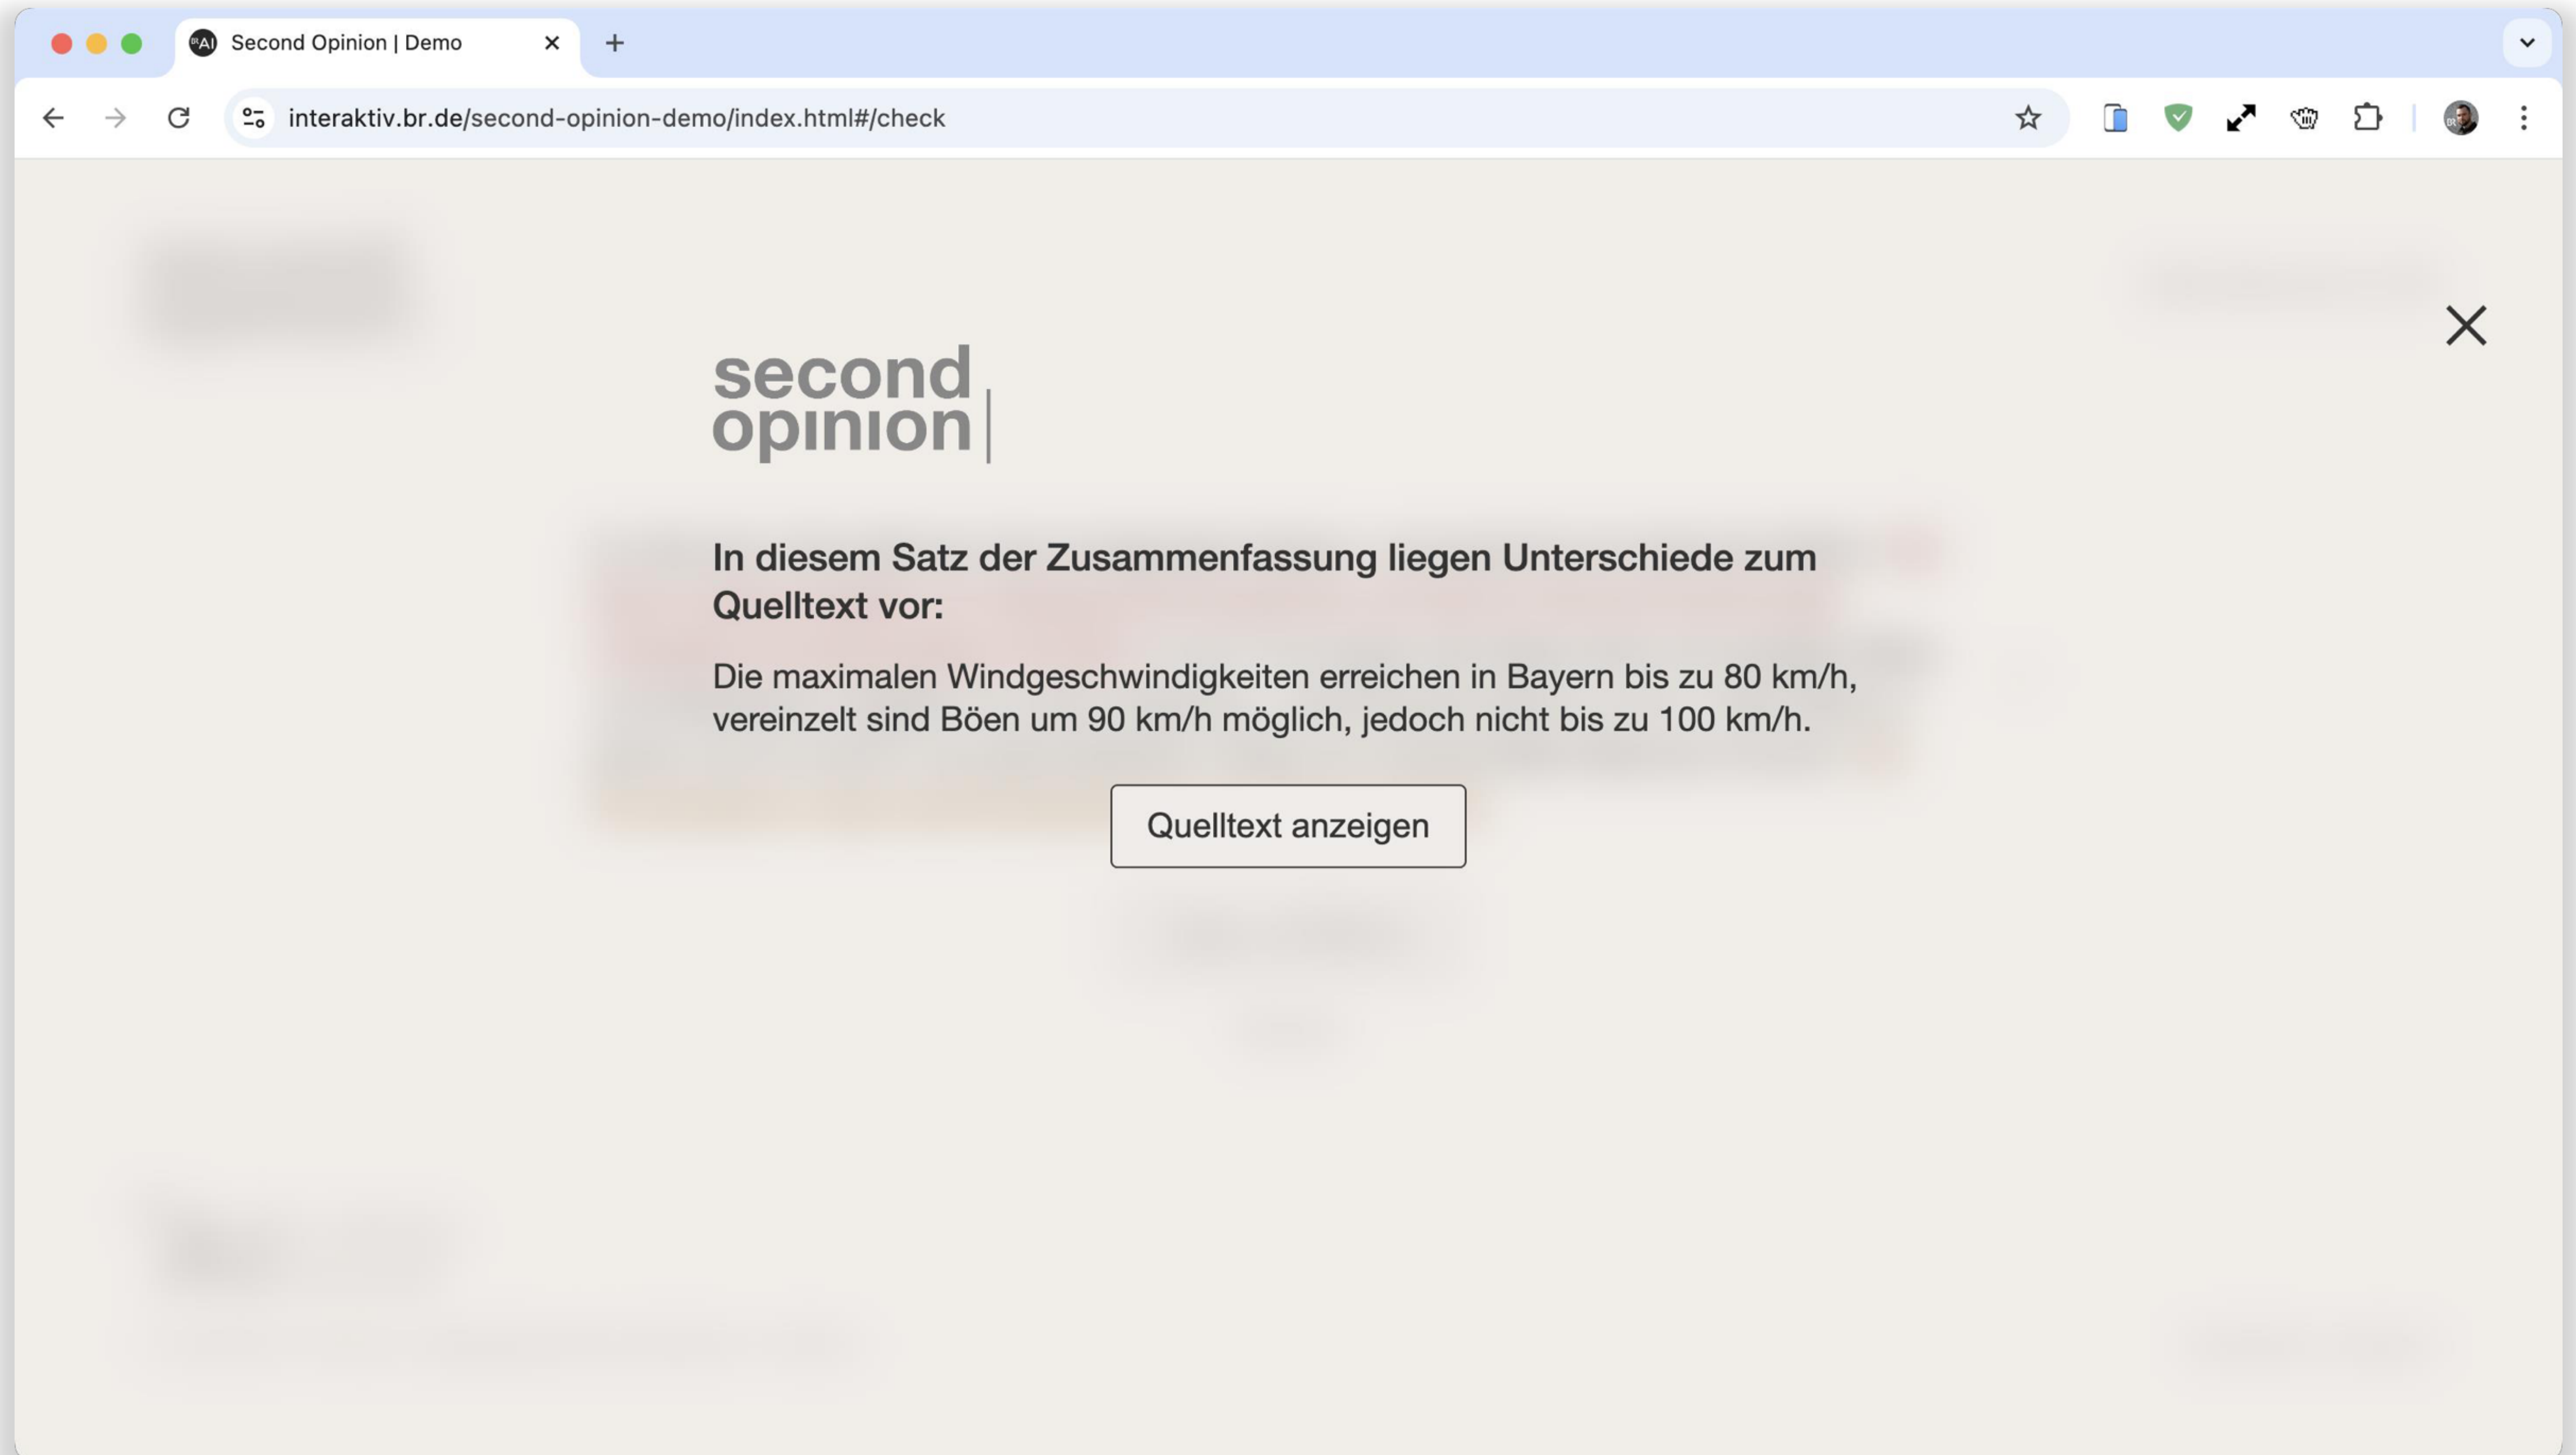 Second Opinion | Demo
interaktiv.br.de/second-opinion-demo/index.html#/check
second
opinion
In diesem Satz der Zusammenfassung liegen Unterschiede zum
Quelltext vor:
Die maximalen Windgeschwindigkeiten erreichen in Bayern bis zu 80 km/h,
vereinzelt sind Böen um 90 km/h möglich, jedoch nicht bis zu 100 km/h.
Quelltext anzeigen